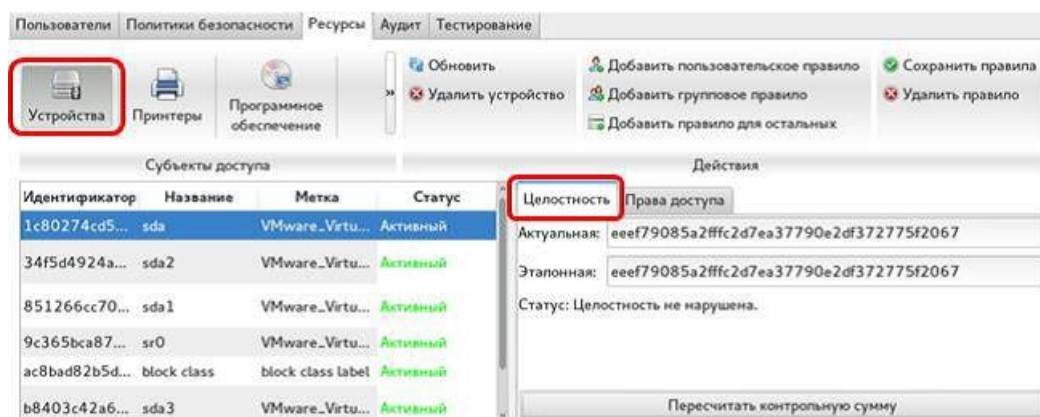 Пользователи Политики безопасности Ресурсы Аудит Тестирование
Устройства
Принтеры
Программное
обеспечение
»
Обновить
Удалить устройство
Добавить пользовательское правило
Добавить групповое правило
Добавить правило для остальных
Сохранить правила
Удалить правило
Субъекты доступа
Действия
Идентификатор Название Метка Статус
1c80274cd5... sda VMware_Virtu... Активный
34f5d4924a... sda2 VMware_Virtu... Активный
851266cc70... sda1 VMware_Virtu... Активный
9c365bca87... sr0 VMware_Virtu... Активный
ac8bad82b5d... block class block class label Активный
b8403c42a6... sda3 VMware_Virtu... Активный
Целостность Права доступа
Актуальная: eeef79085a2fffc2d7ea37790e2df372775f2067
Эталонная: eeef79085a2fffc2d7ea37790e2df372775f2067
Статус: Целостность не нарушена.
Пересчитать контрольную сумму